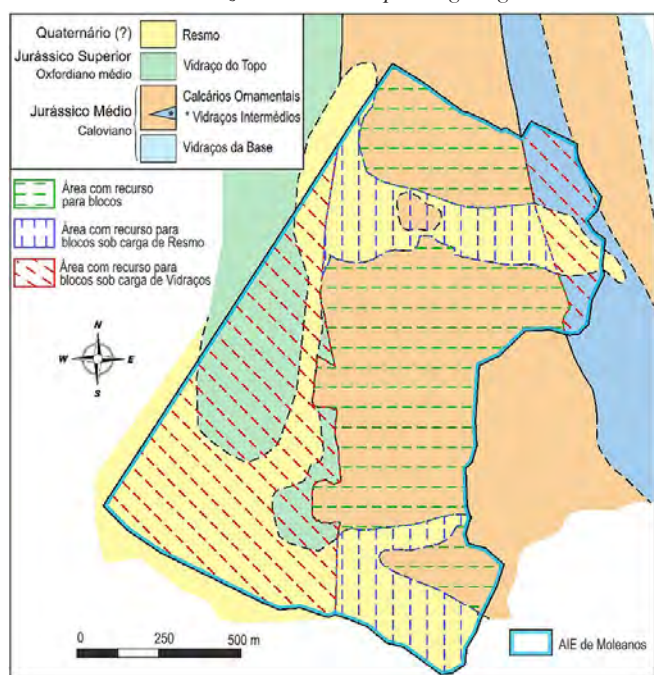 Quaternário (?)
Resmo
Jurássico Superior
Oxfordiano médio
Vidraço do Topo
Jurássico Médio
Caloviano
Calcários Ornamentais
* Vidraços Intermédios
Vidraços da Base
Área com recurso
para blocos
Área com recurso para
blocos sob carga de Resmo
Área com recurso para
blocos sob carga de Vidraços
N
W
E
S
0
250
500 m
AIE de Moleanos